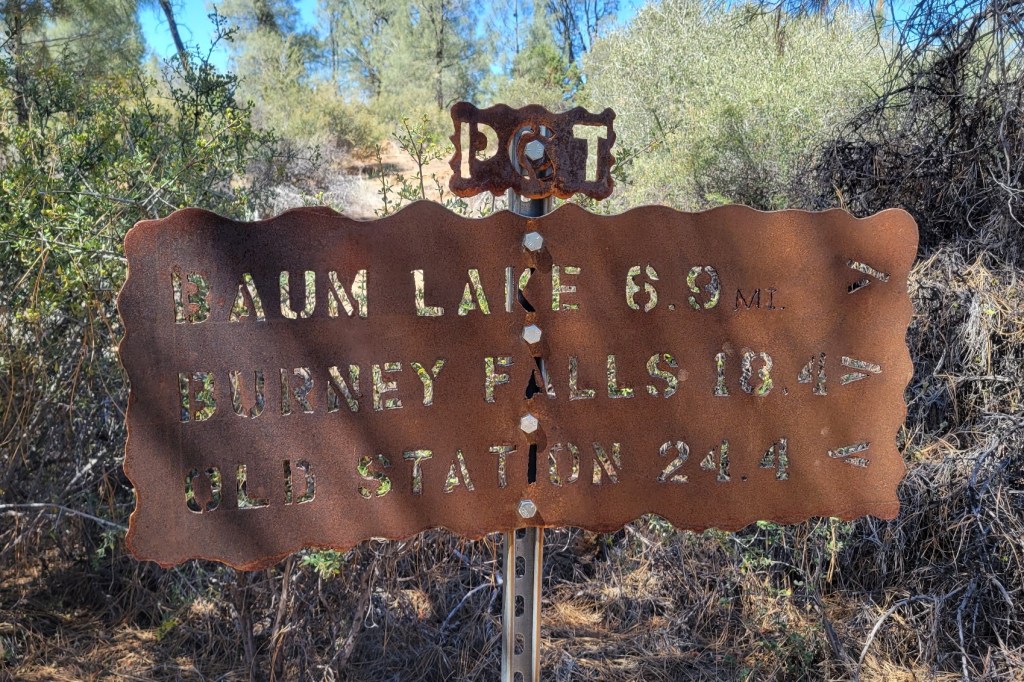 PCT
BAUM LAKE 6.9 MI. >
BURNEY FALLS 18.4 >
OLD STATION 24.4 <